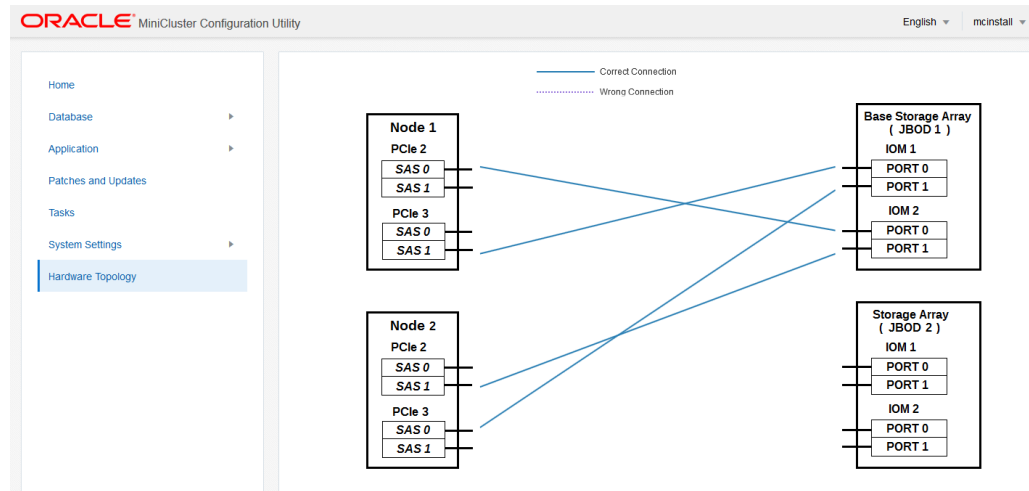 ORACLE® MiniCluster Configuration Utility
English mcinstall
Home
Database
Application
Patches and Updates
Tasks
System Settings
Hardware Topology
Correct Connection
Wrong Connection
Node 1
PCIe 2
SAS 0
SAS 1
PCIe 3
SAS 0
SAS 1
Base Storage Array
( JBOD 1 )
IOM 1
PORT 0
PORT 1
IOM 2
PORT 0
PORT 1
Node 2
PCIe 2
SAS 0
SAS 1
PCIe 3
SAS 0
SAS 1
Storage Array
( JBOD 2 )
IOM 1
PORT 0
PORT 1
IOM 2
PORT 0
PORT 1